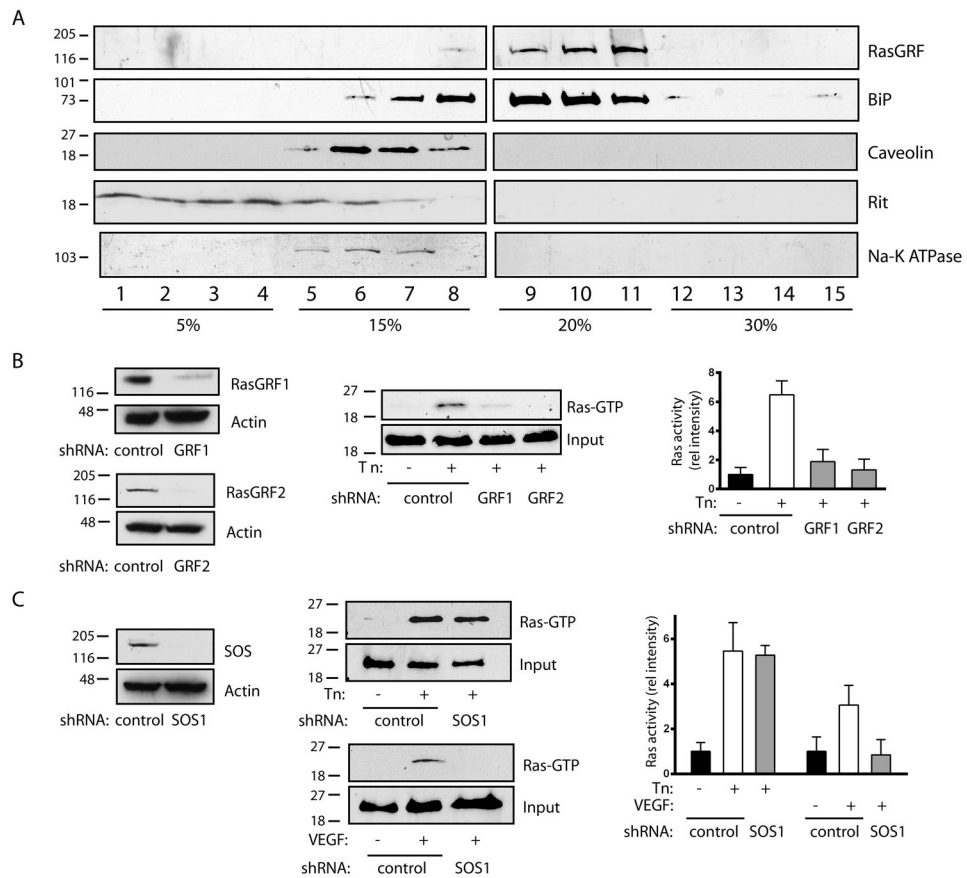 A
205
116
RasGRF
101
73
BiP
27
18
Caveolin
18
Rit
103
Na-K ATPase
1 2 3 4 5 6 7 8 9 10 11 12 13 14 15
5% 15% 20% 30%
B
116
RasGRF1
48
Actin
shRNA: control GRF1
205
116
RasGRF2
48
Actin
shRNA: control GRF2
27
18
Ras-GTP
18
Input
Tn: - + + +
shRNA: control GRF1 GRF2
Ras activity
(rel intensity)
8
6
4
2
0
Tn: - + + +
shRNA: control GRF1 GRF2
C
205
116
SOS
48
Actin
shRNA: control SOS1
27
18
Ras-GTP
27
18
Input
Tn: - + +
shRNA: control SOS1
27
18
Ras-GTP
27
18
Input
VEGF: - + +
shRNA: control SOS1
Ras activity (rel intensity)
6
4
2
0
Tn: - + +
VEGF: - + +
shRNA: control SOS1 control SOS1